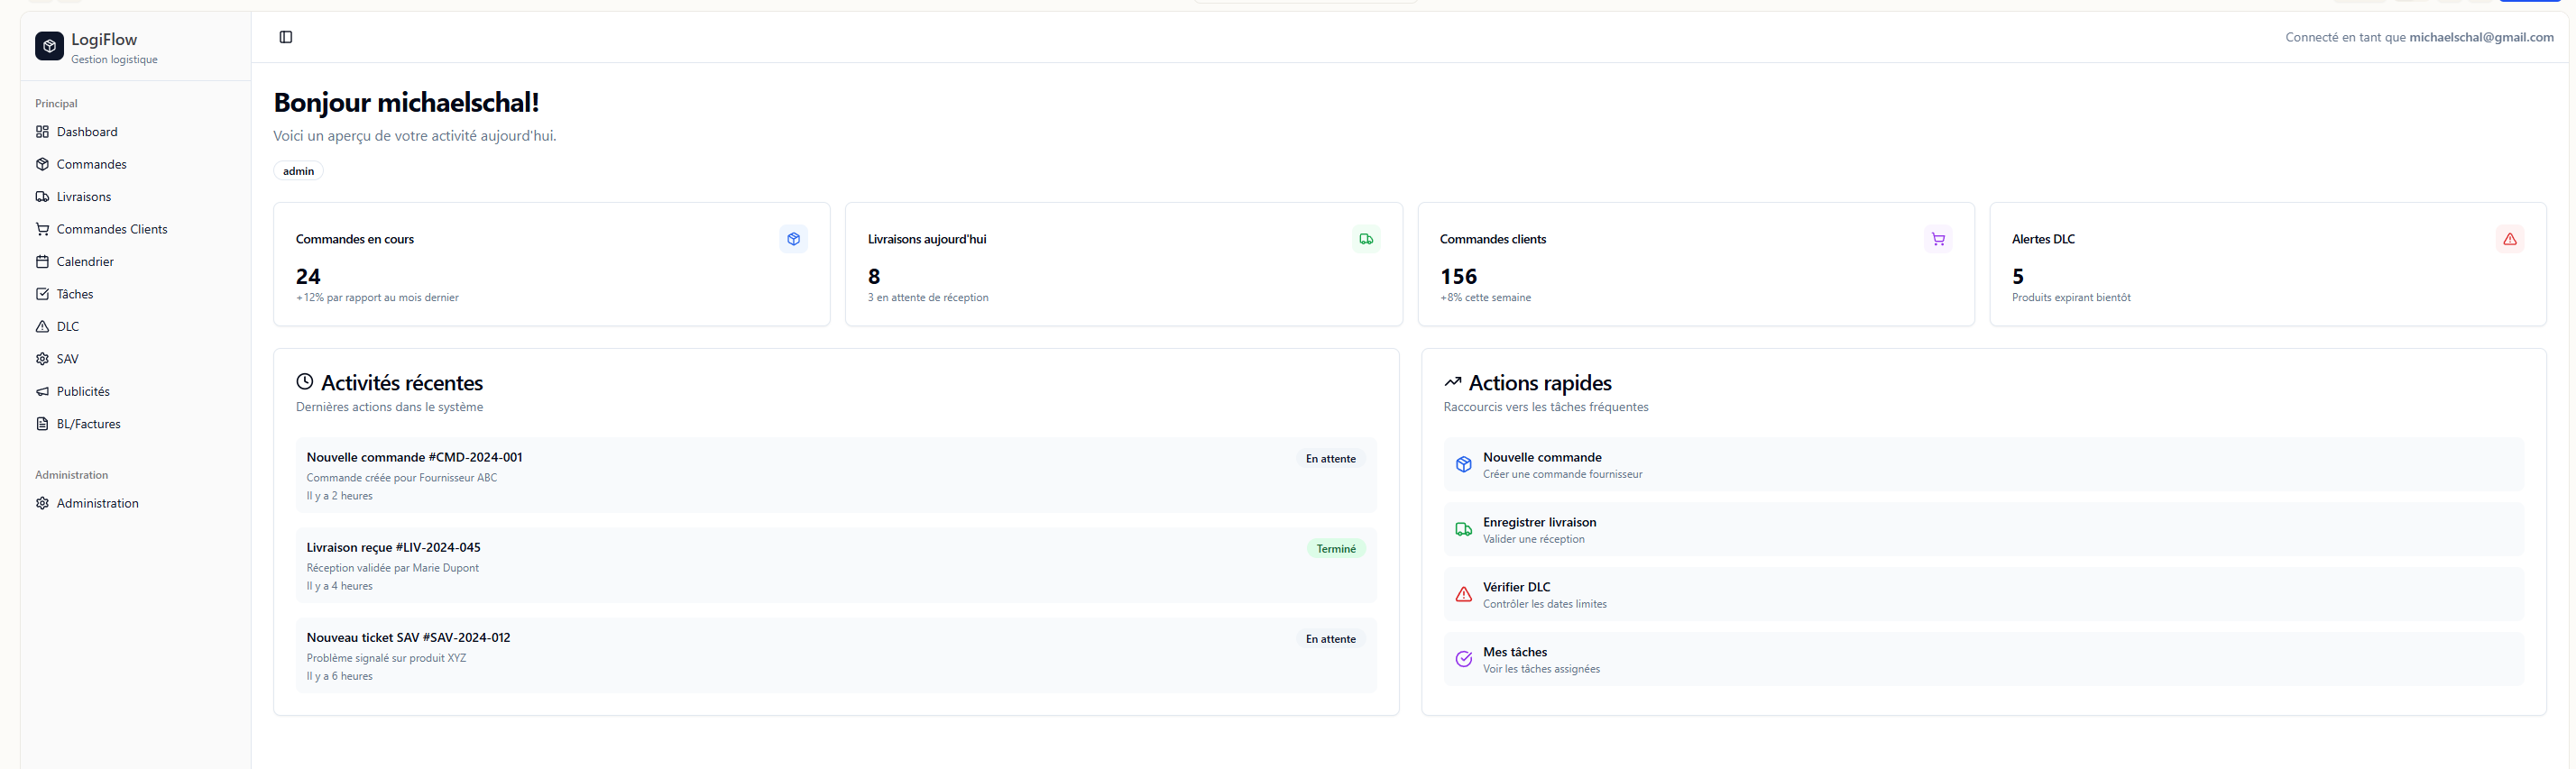 LogiFlow
Gestion logistique
Principal
Dashboard
Commandes
Livraisons
Commandes Clients
Calendrier
Tâches
DLC
SAV
Publicités
BL/Factures
Administration
Administration
Connecté en tant que michaelschal@gmail.com
Bonjour michaelschal!
Voici un aperçu de votre activité aujourd'hui.
admin
Commandes en cours
24
+12% par rapport au mois dernier
Livraisons aujourd'hui
8
3 en attente de réception
Commandes clients
156
+8% cette semaine
Alertes DLC
5
Produits expirant bientôt
Activités récentes
Dernières actions dans le système
Nouvelle commande #CMD-2024-001
En attente
Commande créée pour Fournisseur ABC
Il y a 2 heures
Livraison reçue #LIV-2024-045
Terminé
Réception validée par Marie Dupont
Il y a 4 heures
Nouveau ticket SAV #SAV-2024-012
En attente
Problème signalé sur produit XYZ
Il y a 6 heures
Actions rapides
Raccourcis vers les tâches fréquentes
Nouvelle commande
Créer une commande fournisseur
Enregistrer livraison
Valider une réception
Vérifier DLC
Contrôler les dates limites
Mes tâches
Voir les tâches assignées